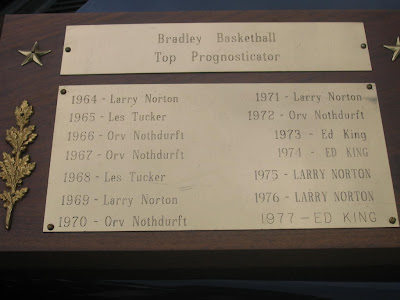 Bradley Basketball
Top Prognosticator
1964 - Larry Norton
1965 - Les Tucker
1966 - Orv Nothdurft
1967 - Orv Nothdurft
1968 - Les Tucker
1969 - Larry Norton
1970 - Orv Nothdurft
1971 - Larry Norton
1972 - Orv Nothdurft
1973 - Ed King
1974 - ED KING
1975 - LARRY NORTON
1976 - LARRY NORTON
1977 - ED KING